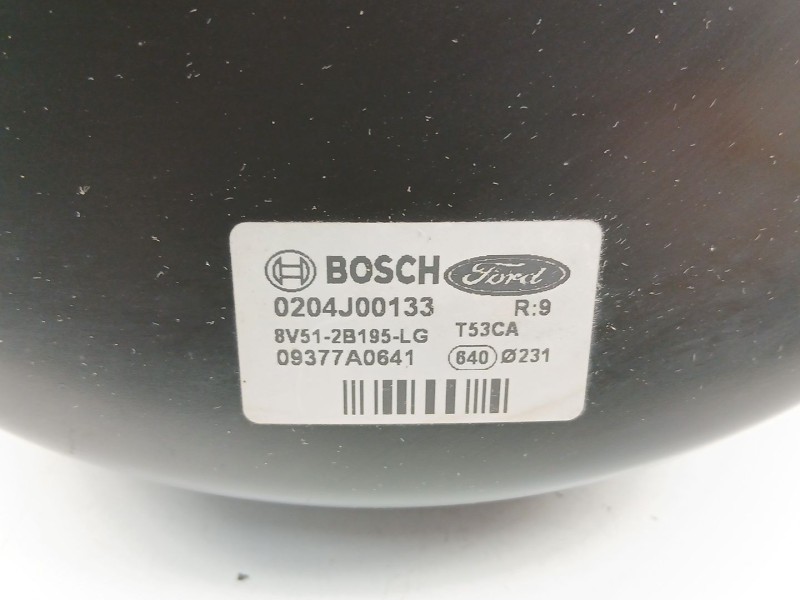 BOSCH Ford
0204J00133 R:9
8V51-2B195-LG T53CA
09377A0641 640 Ø231